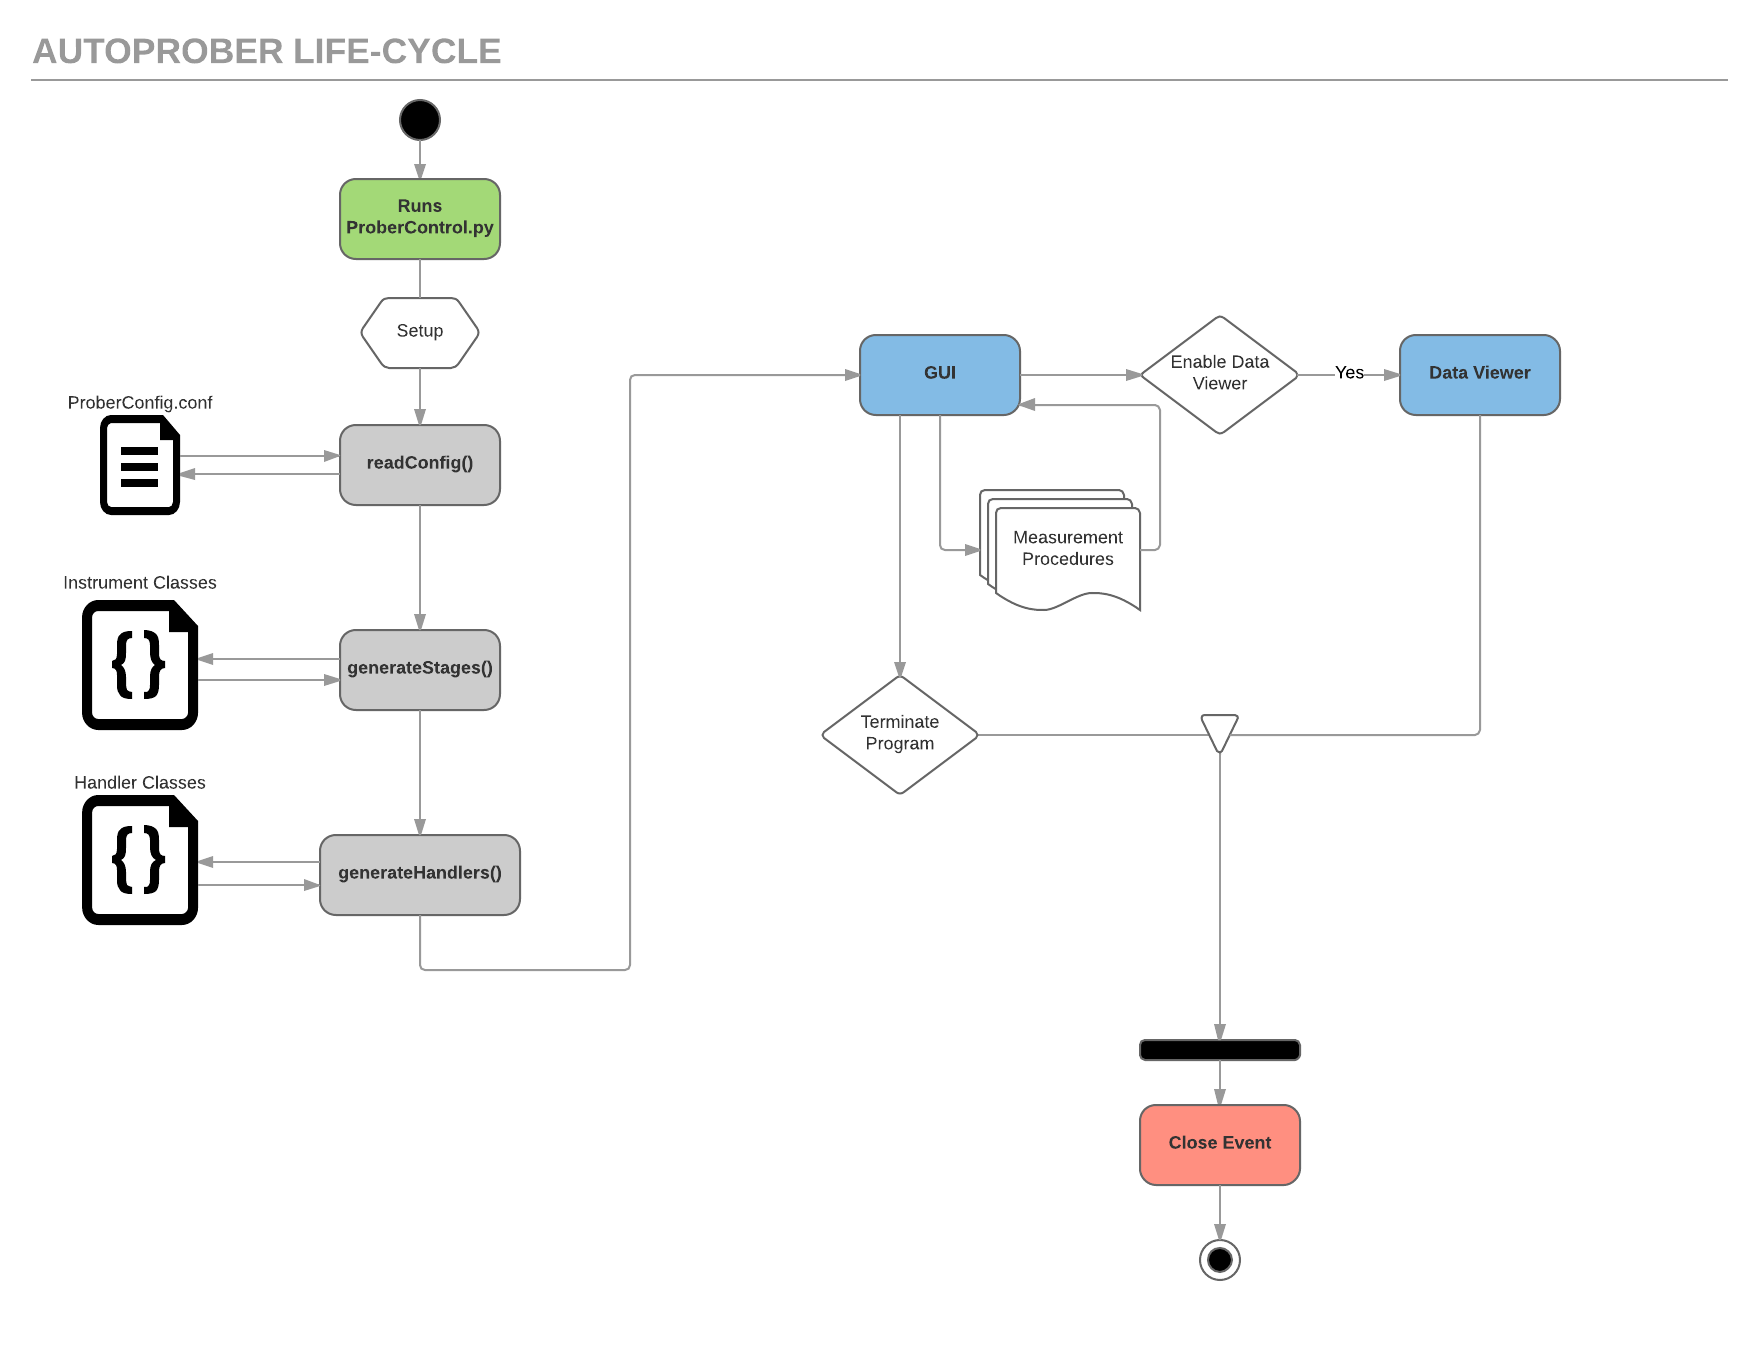 AUTOPROBER LIFE-CYCLE
Runs
ProberControl.py
Setup
ProberConfig.conf
readConfig()
Instrument Classes
{ }
generateStages()
Handler Classes
{ }
generateHandlers()
GUI
Enable Data
Viewer
Yes
Data Viewer
Measurement
Procedures
Terminate
Program
Close Event